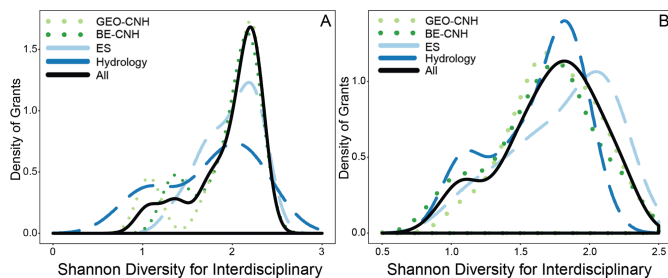 A
GEO-CNH
BE-CNH
ES
Hydrology
All
Density of Grants
1.5
1.0
0.5
0.0
0 1 2 3
Shannon Diversity for Interdisciplinary
B
GEO-CNH
BE-CNH
ES
Hydrology
All
Density of Grants
1.0
0.5
0.0
0.5 1.0 1.5 2.0 2.5
Shannon Diversity for Interdisciplinary